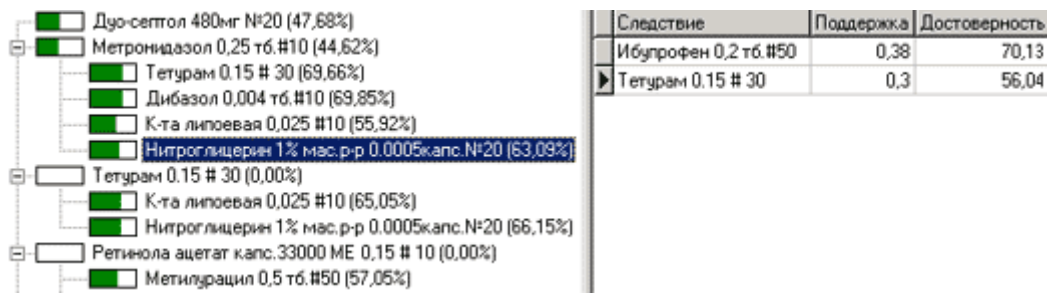 Дуо-септол 480мг №20 (47,68%)
Метронидазол 0,25 тб.#10 (44,62%)
Тетурам 0.15 # 30 (69,66%)
Дибазол 0,004 тб.#10 (69,85%)
К-та липоевая 0,025 #10 (55,92%)
Нитроглицерин 1% мас.р-р 0.0005капс.№20 (63,09%)
Тетурам 0.15 # 30 (0,00%)
К-та липоевая 0,025 #10 (65,05%)
Нитроглицерин 1% мас.р-р 0.0005капс.№20 (66,15%)
Ретинола ацетат капс.33000 МЕ 0,15 # 10 (0,00%)
Метилурацил 0,5 тб.#50 (57,05%)
Следствие Поддержка Достоверность
Ибупрофен 0,2 тб.#50 0,38 70,13
Тетурам 0.15 # 30 0,3 56,04